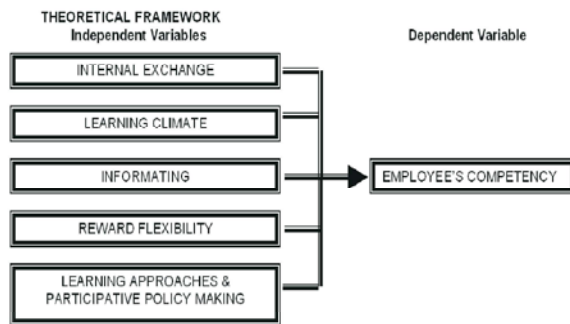 THEORETICAL FRAMEWORK
Independent Variables
Dependent Variable
INTERNAL EXCHANGE
LEARNING CLIMATE
INFORMATING
EMPLOYEE'S COMPETENCY
REWARD FLEXIBILITY
LEARNING APPROACHES &
PARTICIPATIVE POLICY MAKING